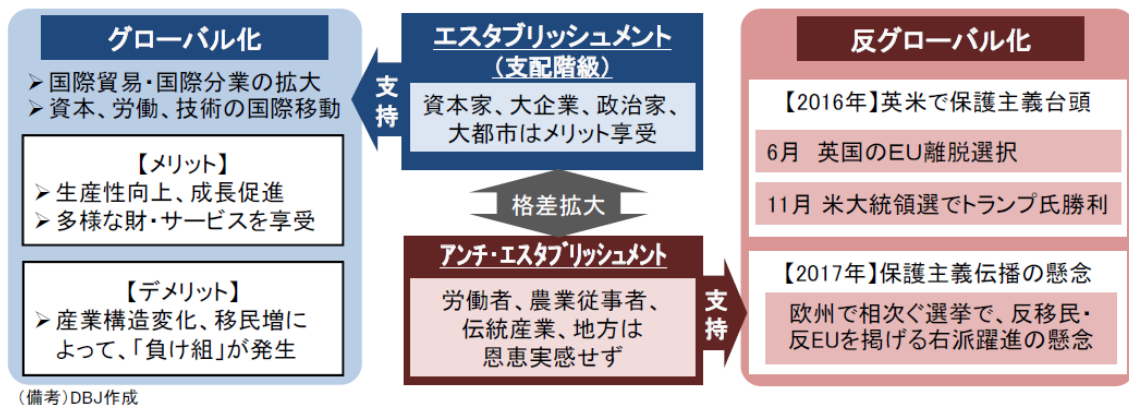 グローバル化
➢国際貿易・国際分業の拡大
➢資本、労働、技術の国際移動
【メリット】
➢生産性向上、成長促進
➢多様な財・サービスを享受
【デメリット】
➢産業構造変化、移民増に
よって、「負け組」が発生
支持
エスタブリッシュメント
(支配階級)
資本家、大企業、政治家、
大都市はメリット享受
格差拡大
アンチ・エスタブリッシュメント
労働者、農業従事者、
伝統産業、地方は
恩恵実感せず
支持
反グローバル化
【2016年】英米で保護主義台頭
6月 英国のEU離脱選択
11月 米大統領選でトランプ氏勝利
【2017年】保護主義伝播の懸念
欧州で相次ぐ選挙で、反移民・
反EUを掲げる右派躍進の懸念
(備考)DBJ作成